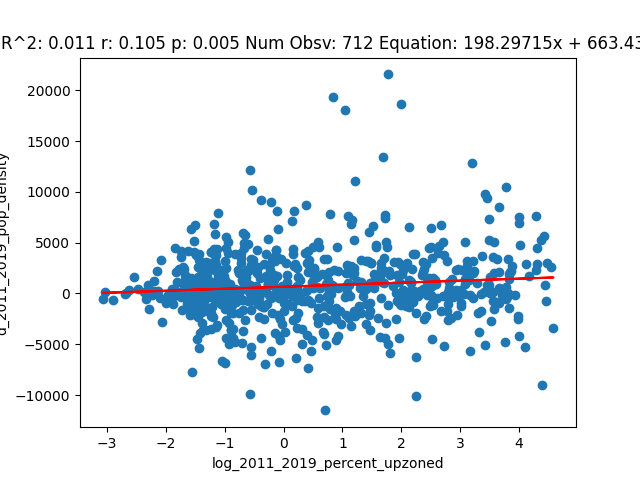 R^2: 0.011 r: 0.105 p: 0.005 Num Obsv: 712 Equation: 198.29715x + 663.43
20000
15000
10000
5000
0
−5000
−10000
d_2011_2019_pop_density
−3 −2 −1 0 1 2 3 4
log_2011_2019_percent_upzoned